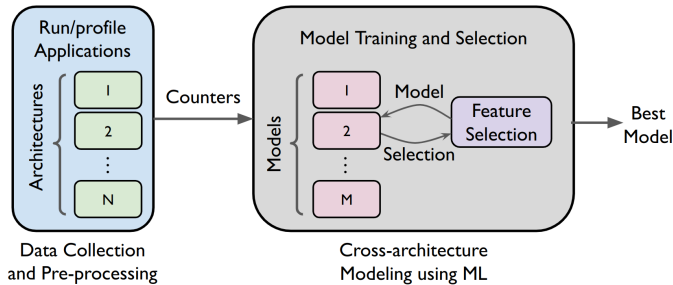 Run/profile
Applications
Architectures
1
2
⋮
N
Data Collection
and Pre-processing
Counters
Model Training and Selection
Models
1
2
⋮
M
Model
Selection
Feature
Selection
Cross-architecture
Modeling using ML
Best
Model